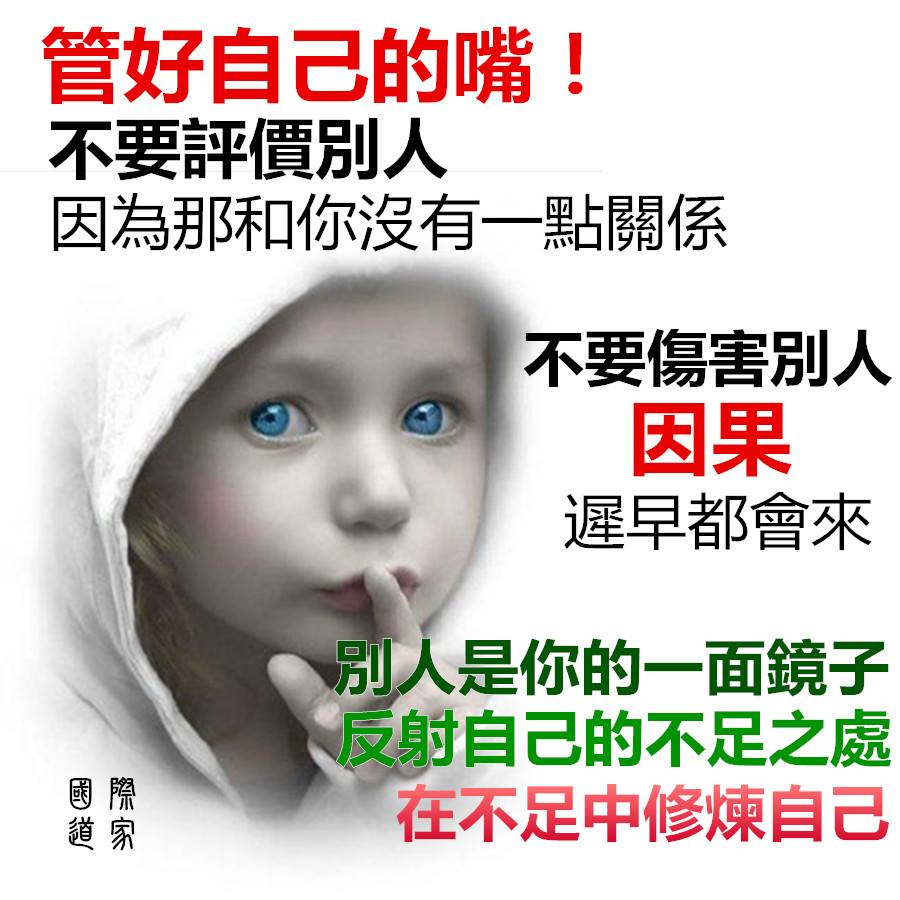 管好自己的嘴！
不要評價別人
因為那和你沒有一點關係
不要傷害別人
因果
遲早都會來
別人是你的一面鏡子
反射自己的不足之處
在不足中修煉自己
國際
道家